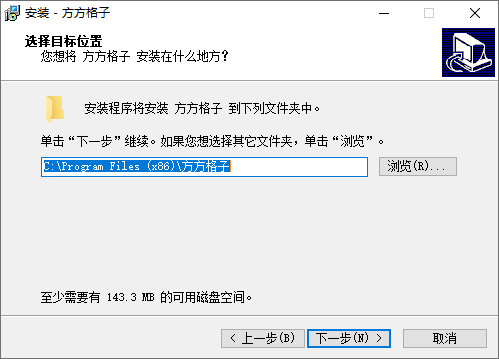 安装 - 方方格子
选择目标位置
您想将 方方格子 安装在什么地方?
安装程序将安装 方方格子 到下列文件夹中。
单击“下一步”继续。如果您想选择其它文件夹，单击“浏览”。
C:\Program Files (x86)\方方格子
浏览(R)...
至少需要有 143.3 MB 的可用磁盘空间。
< 上一步(B) 下一步(N) > 取消